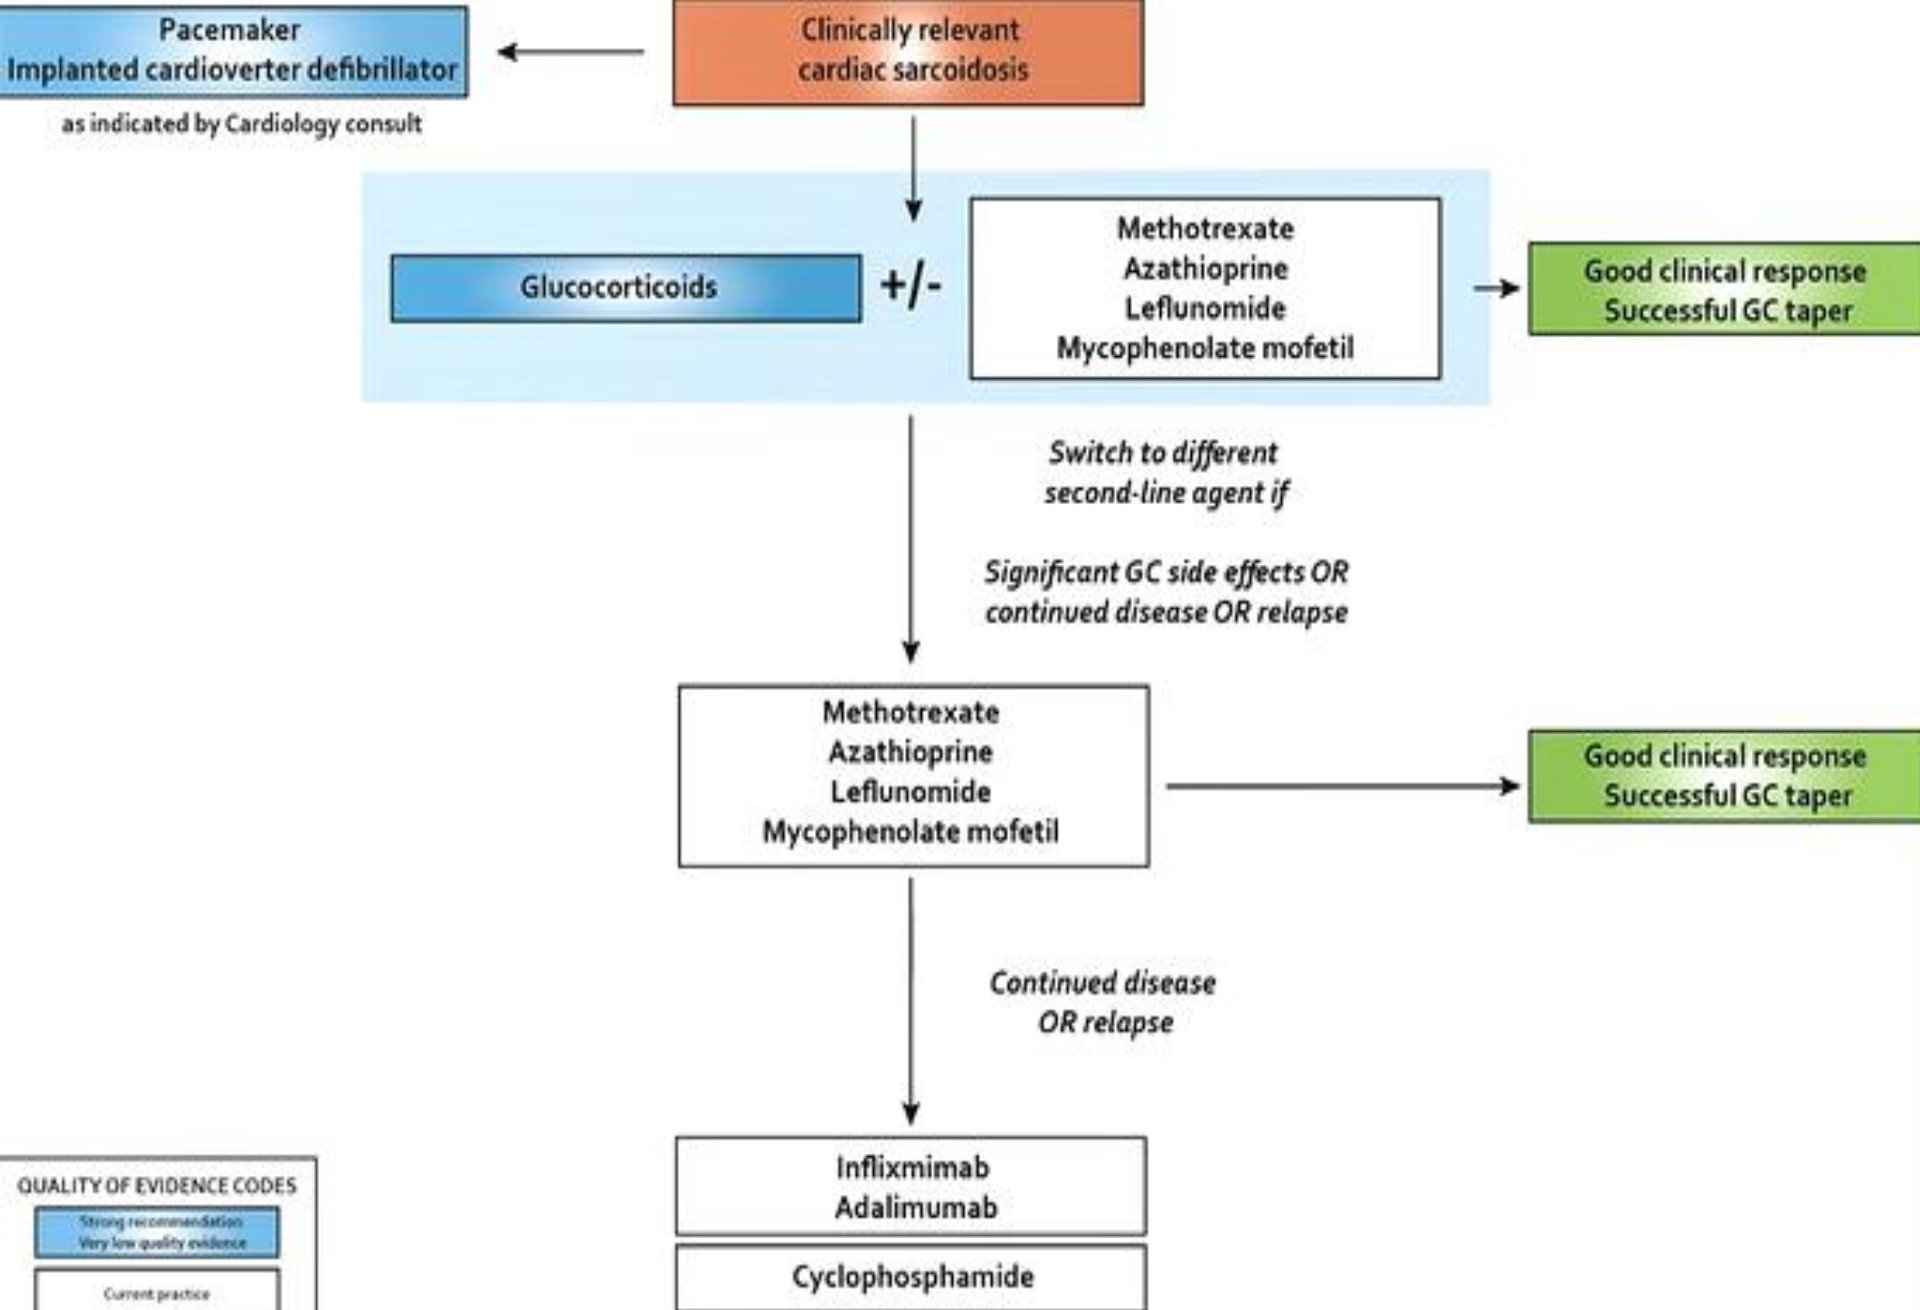 Pacemaker
Implanted cardioverter defibrillator
as indicated by Cardiology consult
Clinically relevant
cardiac sarcoidosis
Glucocorticoids
+/-
Methotrexate
Azathioprine
Leflunomide
Mycophenolate mofetil
Good clinical response
Successful GC taper
Switch to different
second-line agent if
Significant GC side effects OR
continued disease OR relapse
Methotrexate
Azathioprine
Leflunomide
Mycophenolate mofetil
Good clinical response
Successful GC taper
Continued disease
OR relapse
Inflixmimab
Adalimumab
Cyclophosphamide
QUALITY OF EVIDENCE CODES
Strong recommendation
Very low quality evidence
Current practice